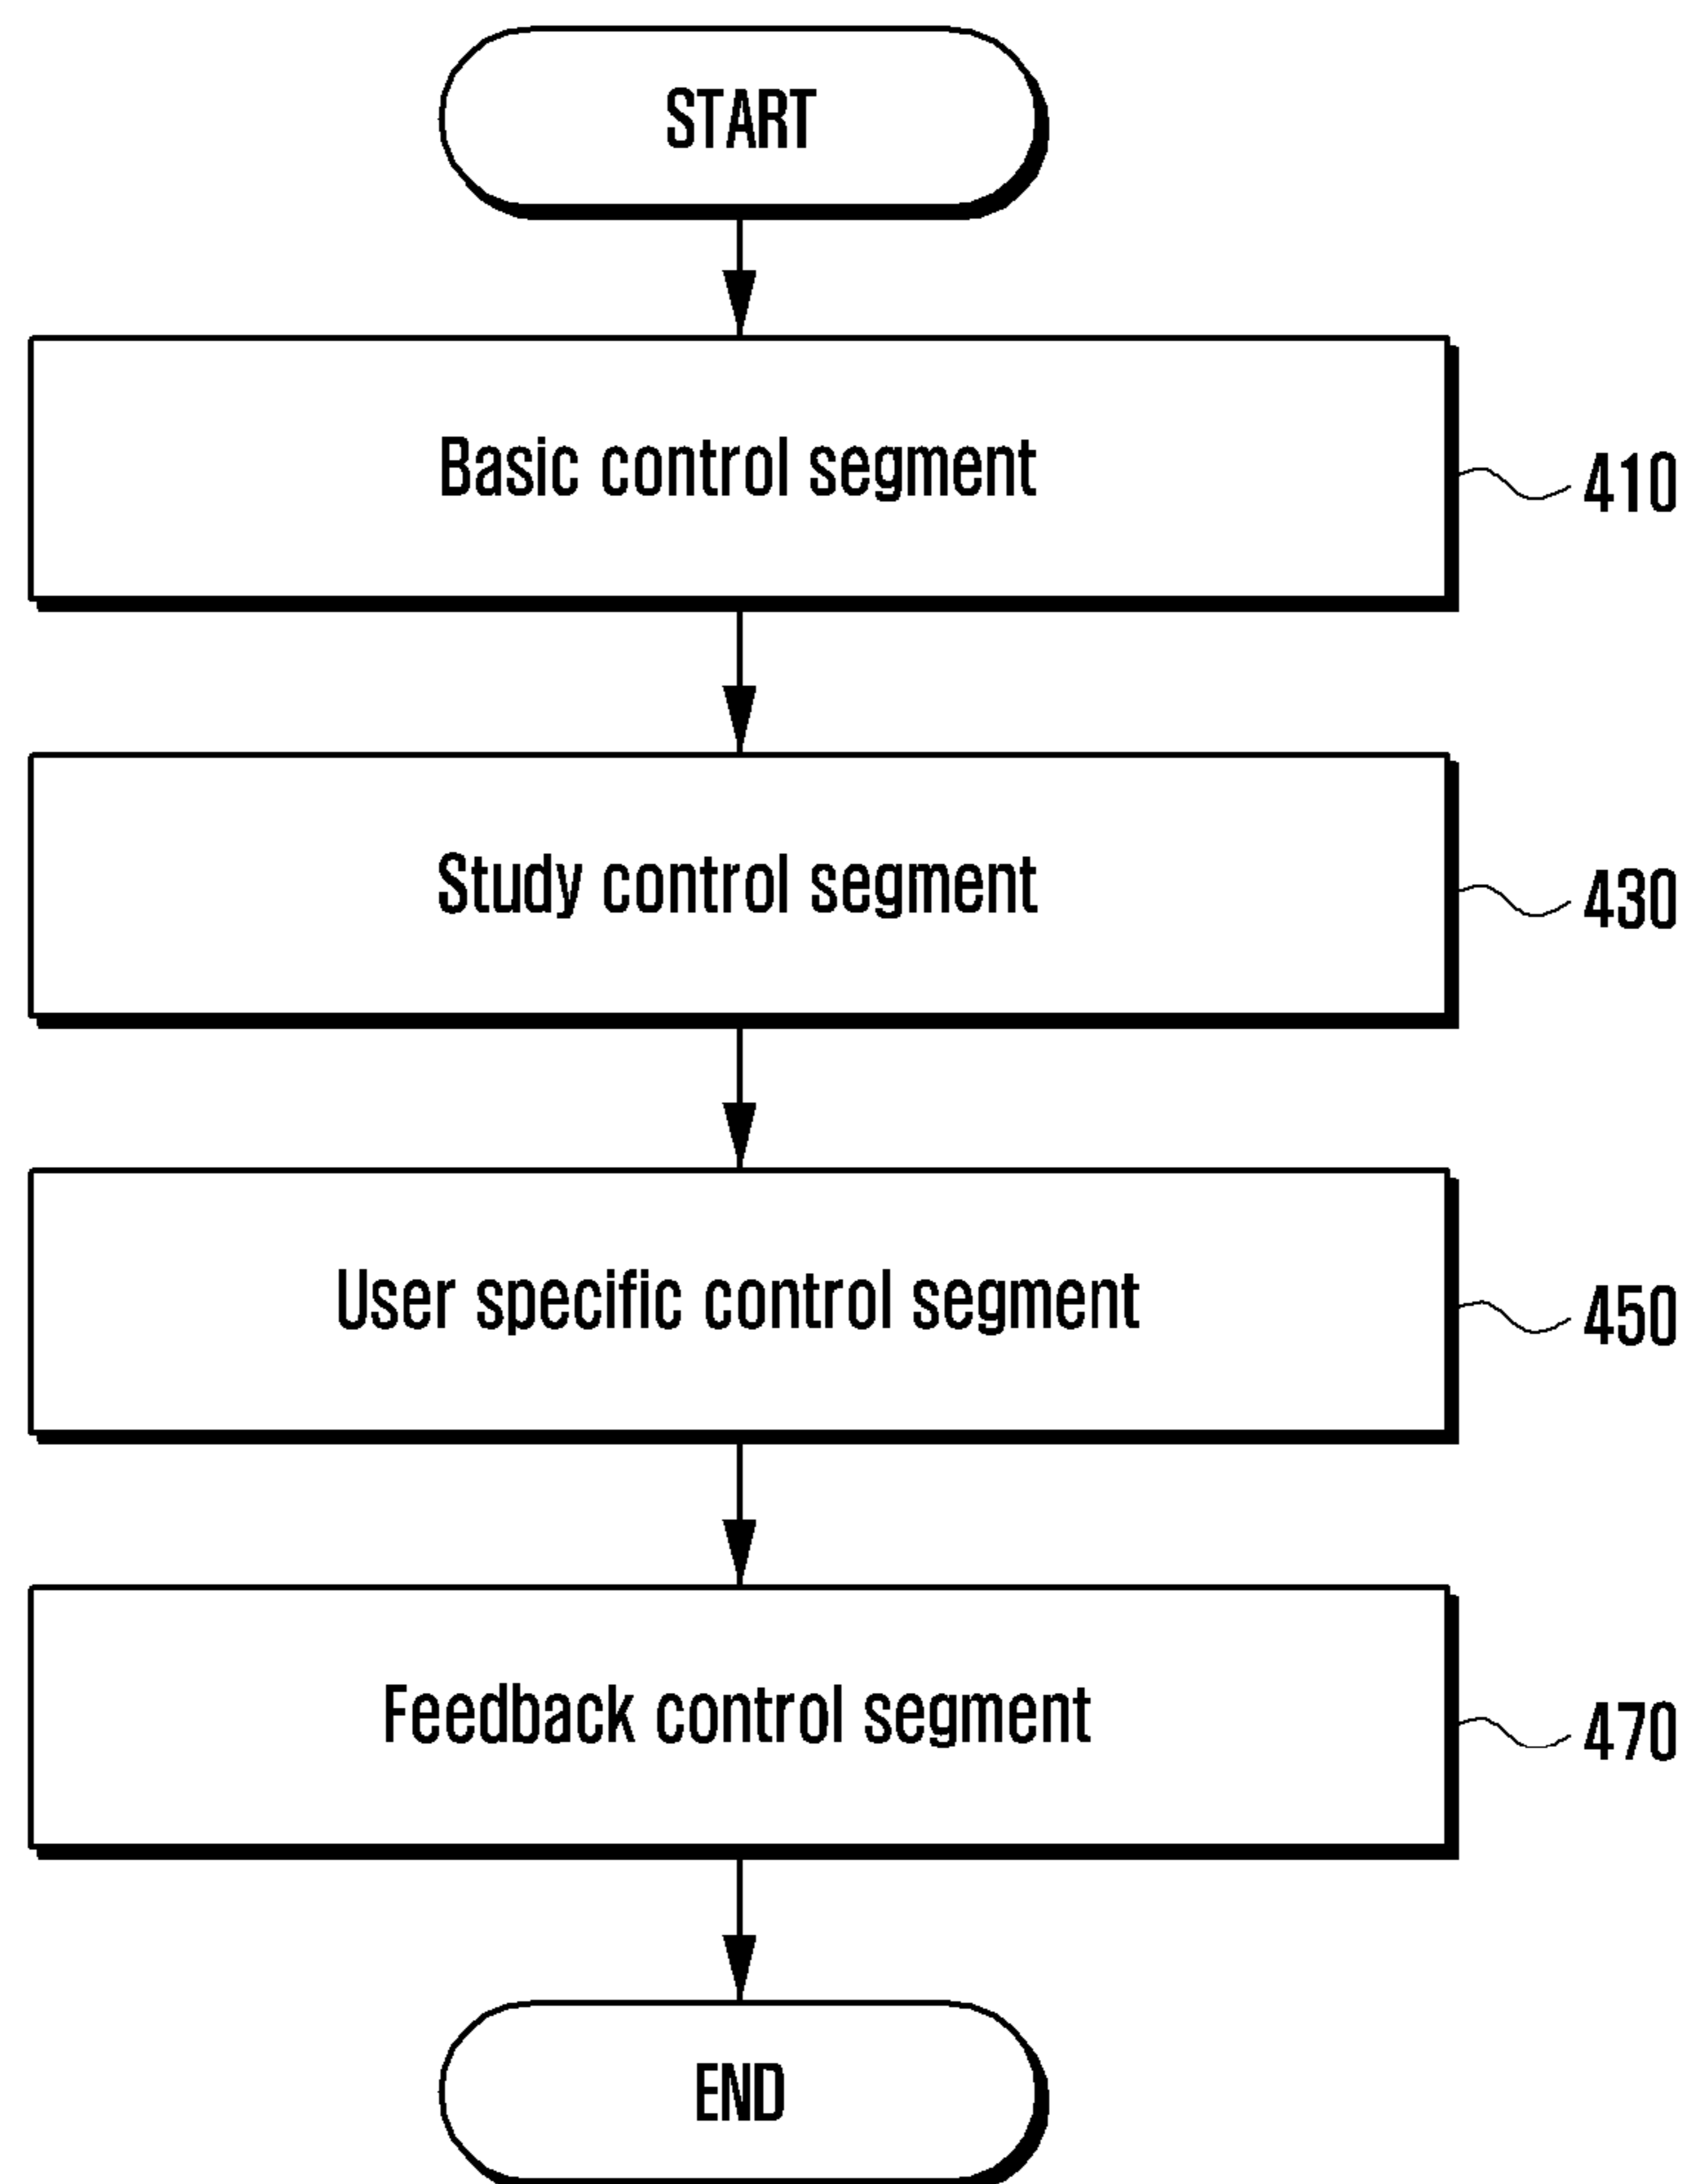 START
Basic control segment
410
Study control segment
430
User specific control segment
450
Feedback control segment
470
END